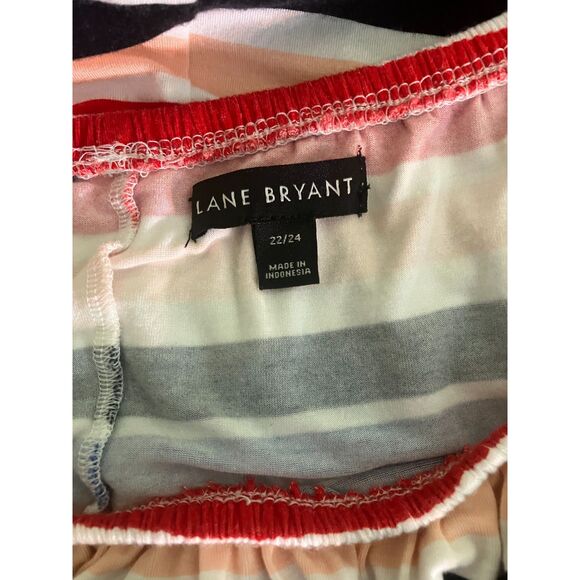 LANE BRYANT
22/24
MADE IN
INDONESIA